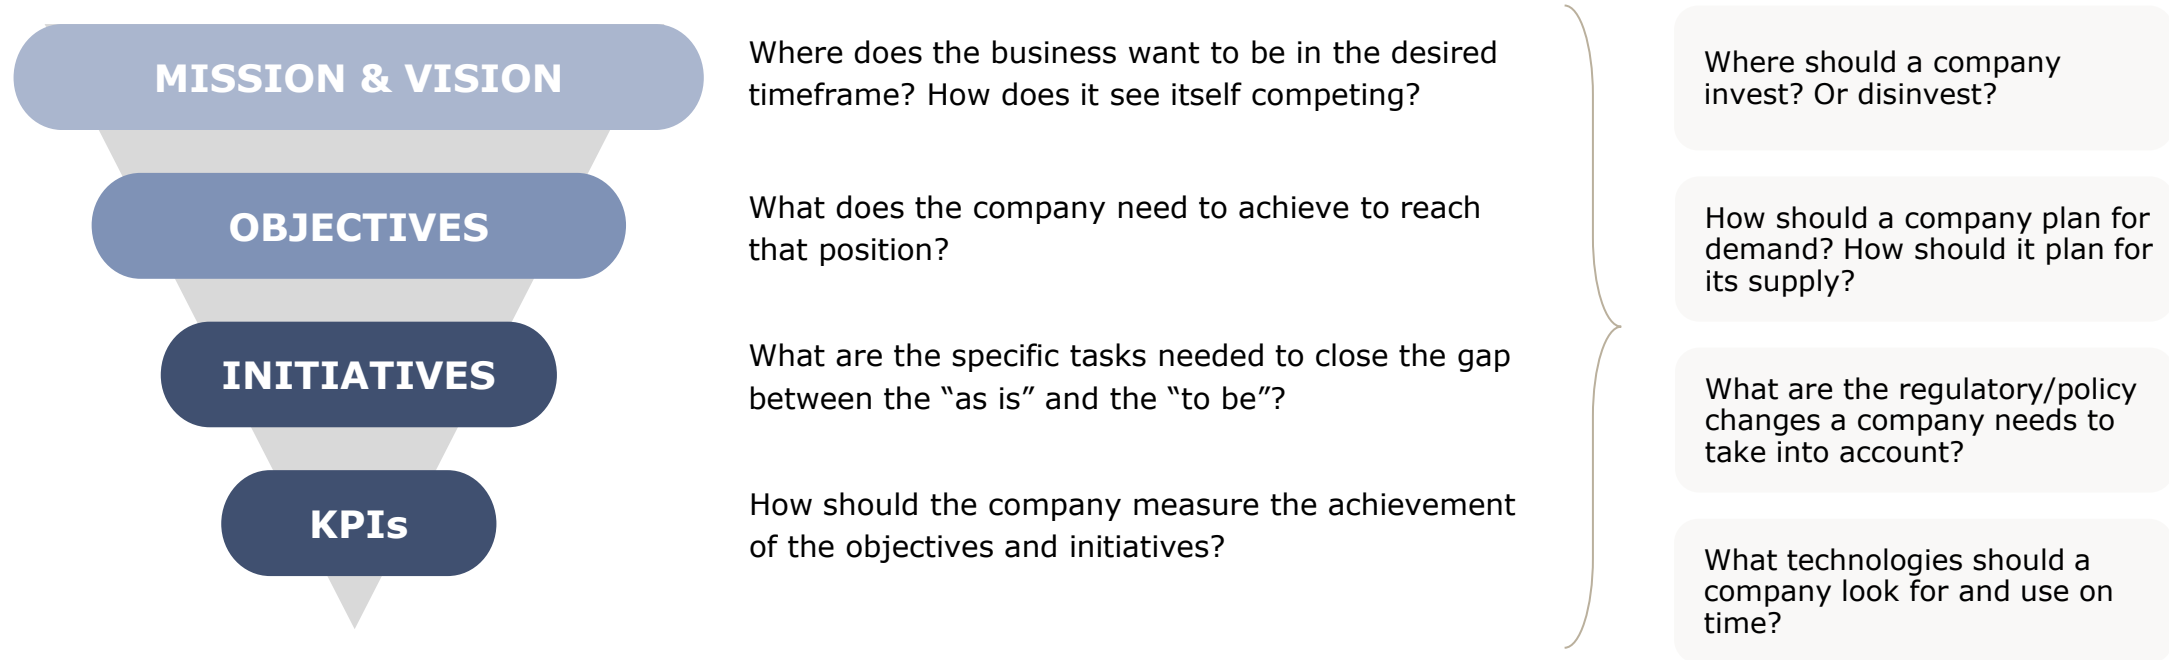 MISSION & VISION
Where does the business want to be in the desired
timeframe? How does it see itself competing?
OBJECTIVES
What does the company need to achieve to reach
that position?
INITIATIVES
What are the specific tasks needed to close the gap
between the “as is” and the “to be”?
KPIs
How should the company measure the achievement
of the objectives and initiatives?
Where should a company
invest? Or disinvest?
How should a company plan for
demand? How should it plan for
its supply?
What are the regulatory/policy
changes a company needs to
take into account?
What technologies should a
company look for and use on
time?